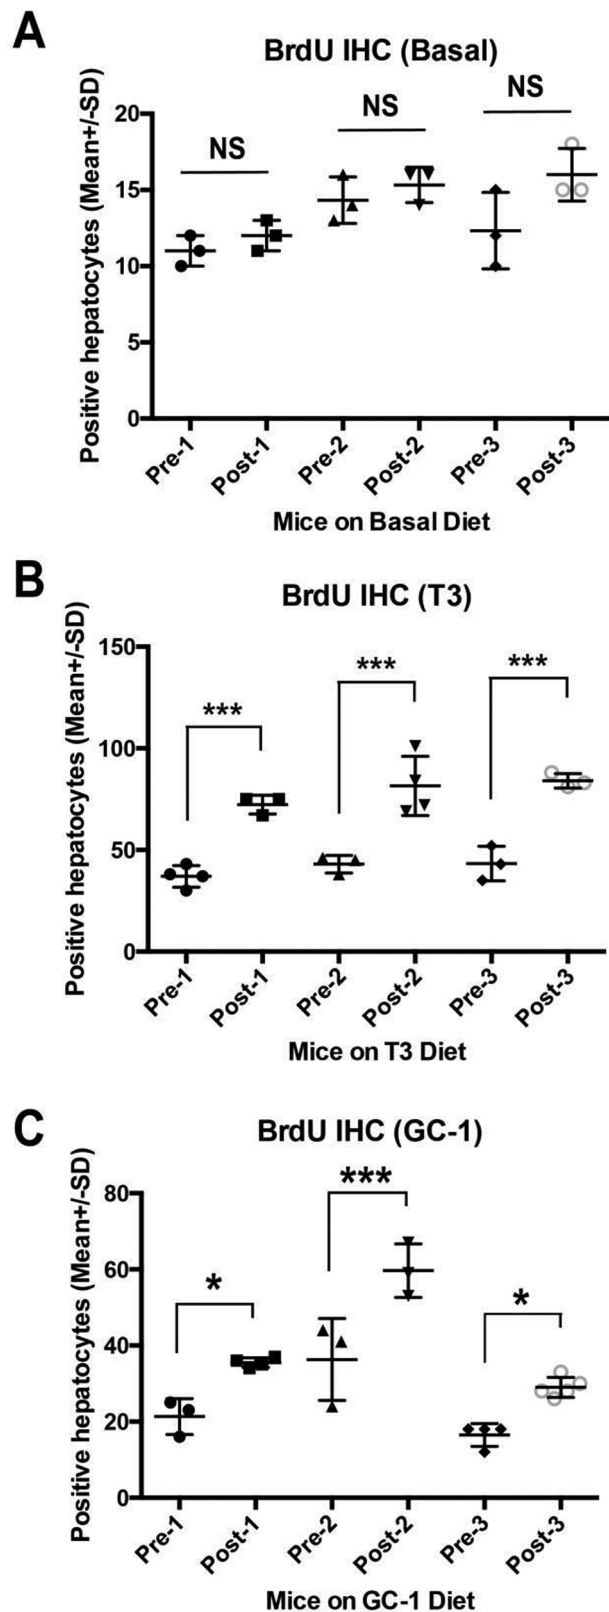 A
BrdU IHC (Basal)
Positive hepatocytes (Mean+/-SD)
20
15
10
5
0
NS
NS
NS
Pre-1
Post-1
Pre-2
Post-2
Pre-3
Post-3
Mice on Basal Diet
B
BrdU IHC (T3)
Positive hepatocytes (Mean+/-SD)
150
100
50
0
***
***
***
Pre-1
Post-1
Pre-2
Post-2
Pre-3
Post-3
Mice on T3 Diet
C
BrdU IHC (GC-1)
Positive hepatocytes (Mean+/-SD)
80
60
40
20
0
*
***
*
Pre-1
Post-1
Pre-2
Post-2
Pre-3
Post-3
Mice on GC-1 Diet